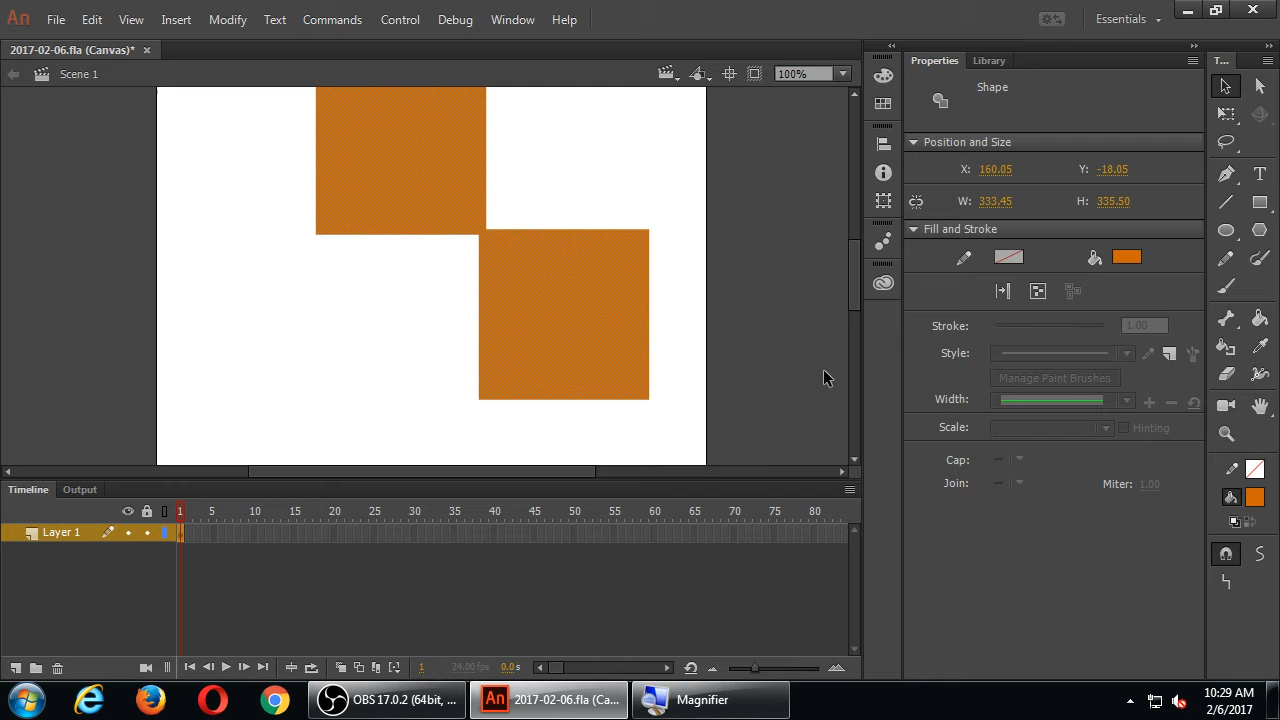 An File Edit View Insert Modify Text Commands Control Debug Window Help Essentials
2017-02-06.fla (Canvas)* × Properties Library T...
Scene 1 100%
Shape
Position and Size
X: 160.05 Y: -18.05
W: 333.45 H: 335.50
Fill and Stroke
Stroke: 1.00
Style:
Manage Paint Brushes
Width:
Scale: Hinting
Cap:
Join: Miter: 1.00
Timeline Output
1 5 10 15 20 25 30 35 40 45 50 55 60 65 70 75 80
Layer 1
1 24.00 fps 0.0 s
OBS 17.0.2 (64bit, ... An 2017-02-06.fla (Ca... Magnifier
10:29 AM
2/6/2017